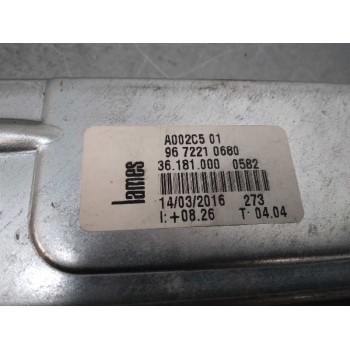 A002C5 01
96 7221 0680
36.181.000 0582
lames
14/03/2016 273
I:+08.26 T: 04.04